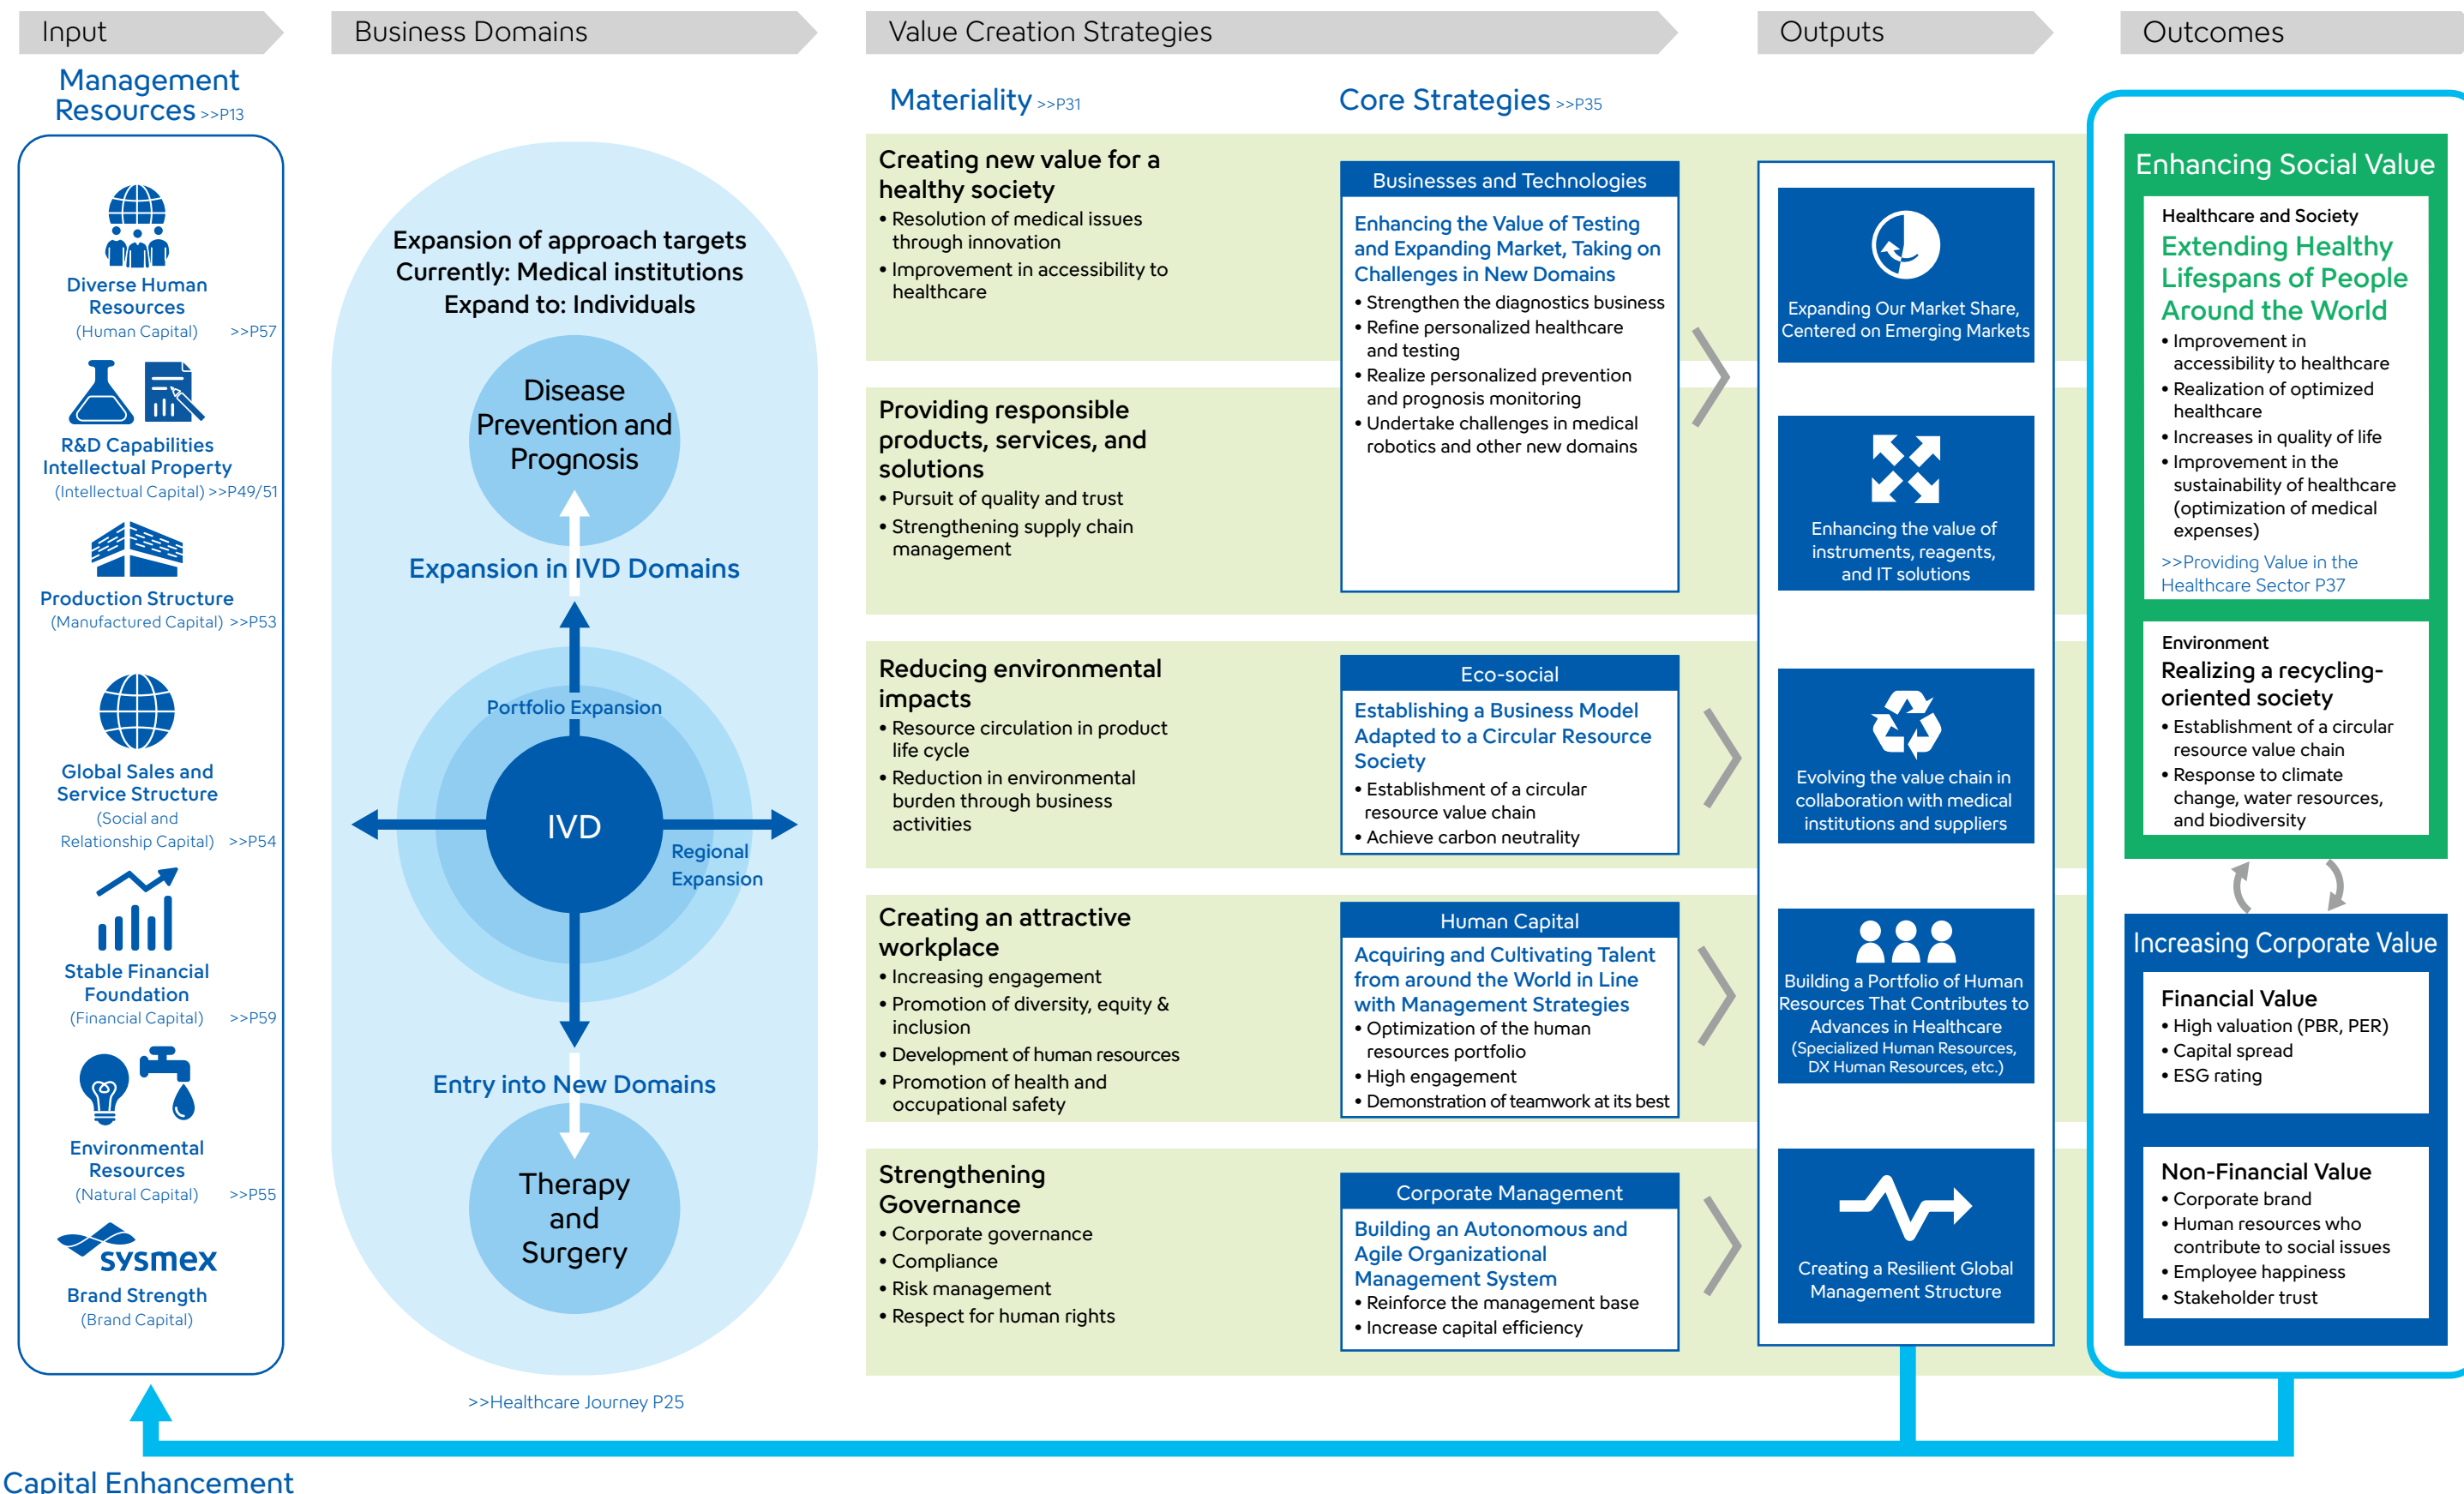 Input
Business Domains
Value Creation Strategies
Outputs
Outcomes
Management
Resources >>P13
Diverse Human
Resources
(Human Capital) >>P57
R&D Capabilities
Intellectual Property
(Intellectual Capital) >>P49/51
Production Structure
(Manufactured Capital) >>P53
Global Sales and
Service Structure
(Social and
Relationship Capital) >>P54
Stable Financial
Foundation
(Financial Capital) >>P59
Environmental
Resources
(Natural Capital) >>P55
sysmex
Brand Strength
(Brand Capital)
Expansion of approach targets
Currently: Medical institutions
Expand to: Individuals
Disease
Prevention and
Prognosis
Expansion in IVD Domains
Portfolio Expansion
IVD
Regional
Expansion
Entry into New Domains
Therapy
and
Surgery
>>Healthcare Journey P25
Materiality >>P31
Creating new value for a
healthy society
• Resolution of medical issues
through innovation
• Improvement in accessibility to
healthcare
Providing responsible
products, services, and
solutions
• Pursuit of quality and trust
• Strengthening supply chain
management
Reducing environmental
impacts
• Resource circulation in product
life cycle
• Reduction in environmental
burden through business
activities
Creating an attractive
workplace
• Increasing engagement
• Promotion of diversity, equity &
inclusion
• Development of human resources
• Promotion of health and
occupational safety
Strengthening
Governance
• Corporate governance
• Compliance
• Risk management
• Respect for human rights
Core Strategies >>P35
Businesses and Technologies
Enhancing the Value of Testing
and Expanding Market, Taking on
Challenges in New Domains
• Strengthen the diagnostics business
• Refine personalized healthcare
and testing
• Realize personalized prevention
and prognosis monitoring
• Undertake challenges in medical
robotics and other new domains
Eco-social
Establishing a Business Model
Adapted to a Circular Resource
Society
• Establishment of a circular
resource value chain
• Achieve carbon neutrality
Human Capital
Acquiring and Cultivating Talent
from around the World in Line
with Management Strategies
• Optimization of the human
resources portfolio
• High engagement
• Demonstration of teamwork at its best
Corporate Management
Building an Autonomous and
Agile Organizational
Management System
• Reinforce the management base
• Increase capital efficiency
Expanding Our Market Share,
Centered on Emerging Markets
Enhancing the value of
instruments, reagents,
and IT solutions
Evolving the value chain in
collaboration with medical
institutions and suppliers
Building a Portfolio of Human
Resources That Contributes to
Advances in Healthcare
(Specialized Human Resources,
DX Human Resources, etc.)
Creating a Resilient Global
Management Structure
Enhancing Social Value
Healthcare and Society
Extending Healthy
Lifespans of People
Around the World
• Improvement in
accessibility to healthcare
• Realization of optimized
healthcare
• Increases in quality of life
• Improvement in the
sustainability of healthcare
(optimization of medical
expenses)
>>Providing Value in the
Healthcare Sector P37
Environment
Realizing a recycling-
oriented society
• Establishment of a circular
resource value chain
• Response to climate
change, water resources,
and biodiversity
Increasing Corporate Value
Financial Value
• High valuation (PBR, PER)
• Capital spread
• ESG rating
Non-Financial Value
• Corporate brand
• Human resources who
contribute to social issues
• Employee happiness
• Stakeholder trust
Capital Enhancement